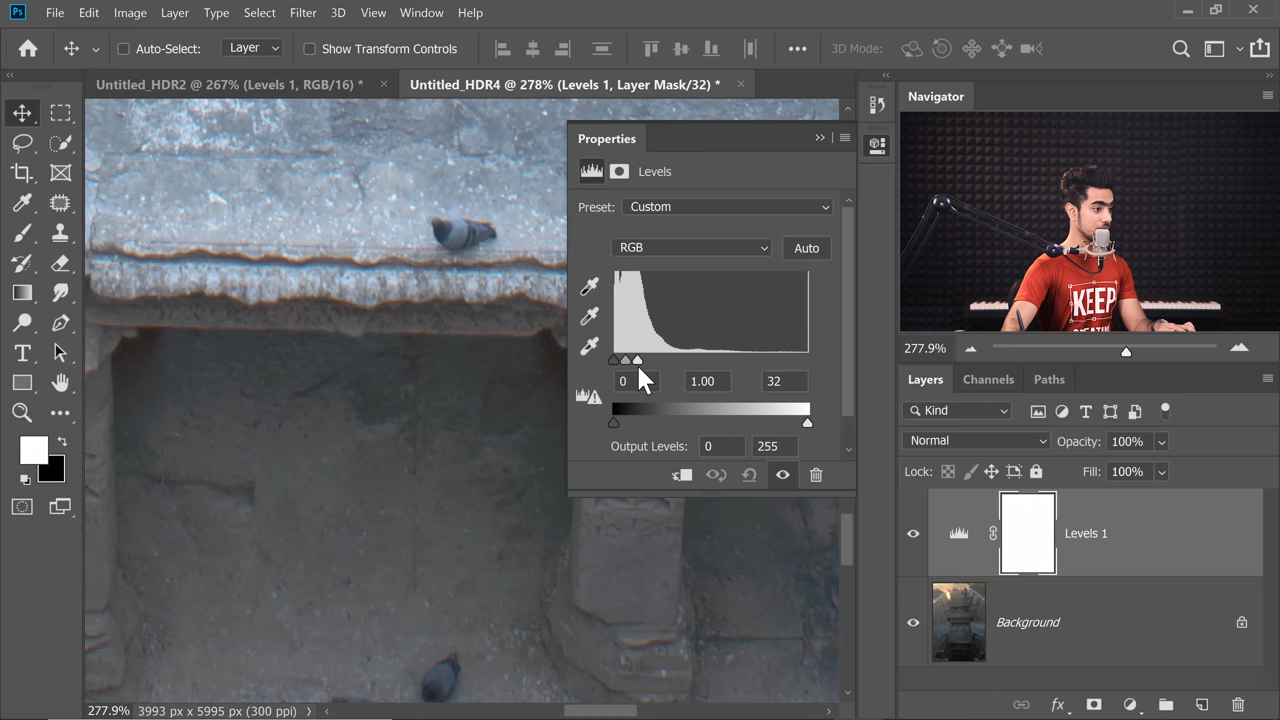 Ps File Edit Image Layer Type Select Filter 3D View Window Help
Auto-Select: Layer Show Transform Controls 3D Mode:
Untitled_HDR2 @ 267% (Levels 1, RGB/16) * Untitled_HDR4 @ 278% (Levels 1, Layer Mask/32) *
Properties
Levels
Preset: Custom
RGB Auto
0 1.00 32
Output Levels: 0 255
Navigator
KEEP
277.9%
Layers Channels Paths
Kind
Normal Opacity: 100%
Lock: Fill: 100%
Levels 1
Background
277.9% 3993 px x 5995 px (300 ppi)